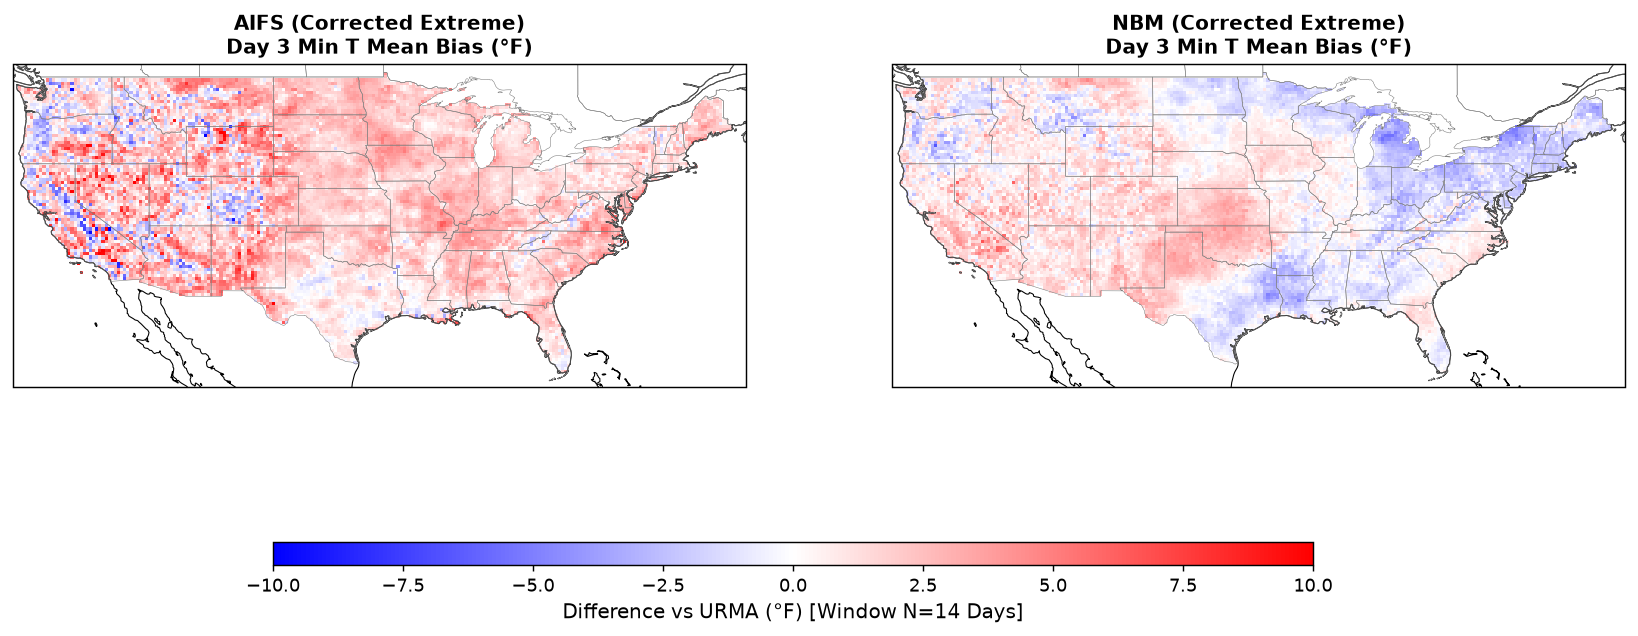 AIFS (Corrected Extreme)
Day 3 Min T Mean Bias (°F)
NBM (Corrected Extreme)
Day 3 Min T Mean Bias (°F)
−10.0 −7.5 −5.0 −2.5 0.0 2.5 5.0 7.5 10.0
Difference vs URMA (°F) [Window N=14 Days]